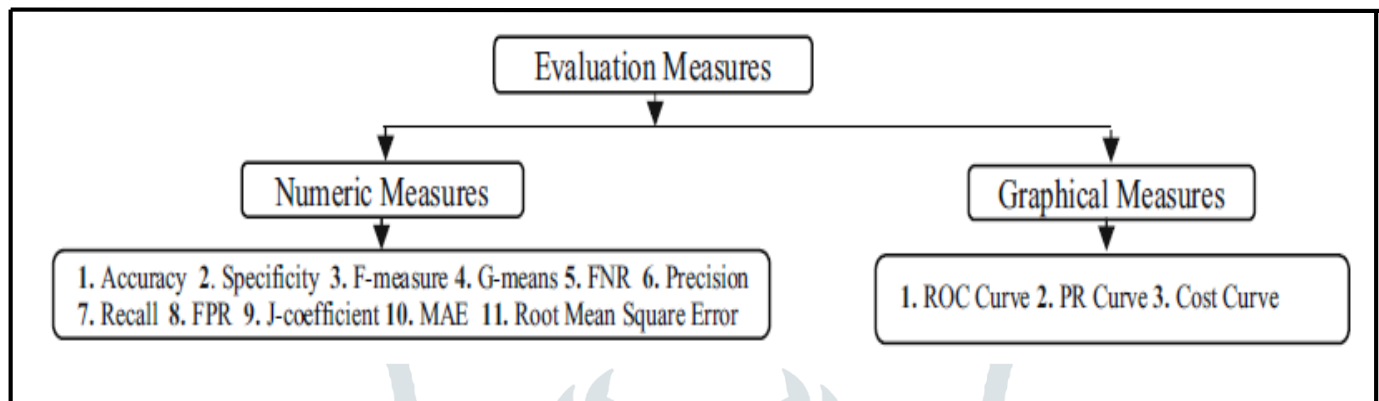 Evaluation Measures
Numeric Measures
Graphical Measures
1. Accuracy 2. Specificity 3. F-measure 4. G-means 5. FNR 6. Precision
7. Recall 8. FPR 9. J-coefficient 10. MAE 11. Root Mean Square Error
1. ROC Curve 2. PR Curve 3. Cost Curve